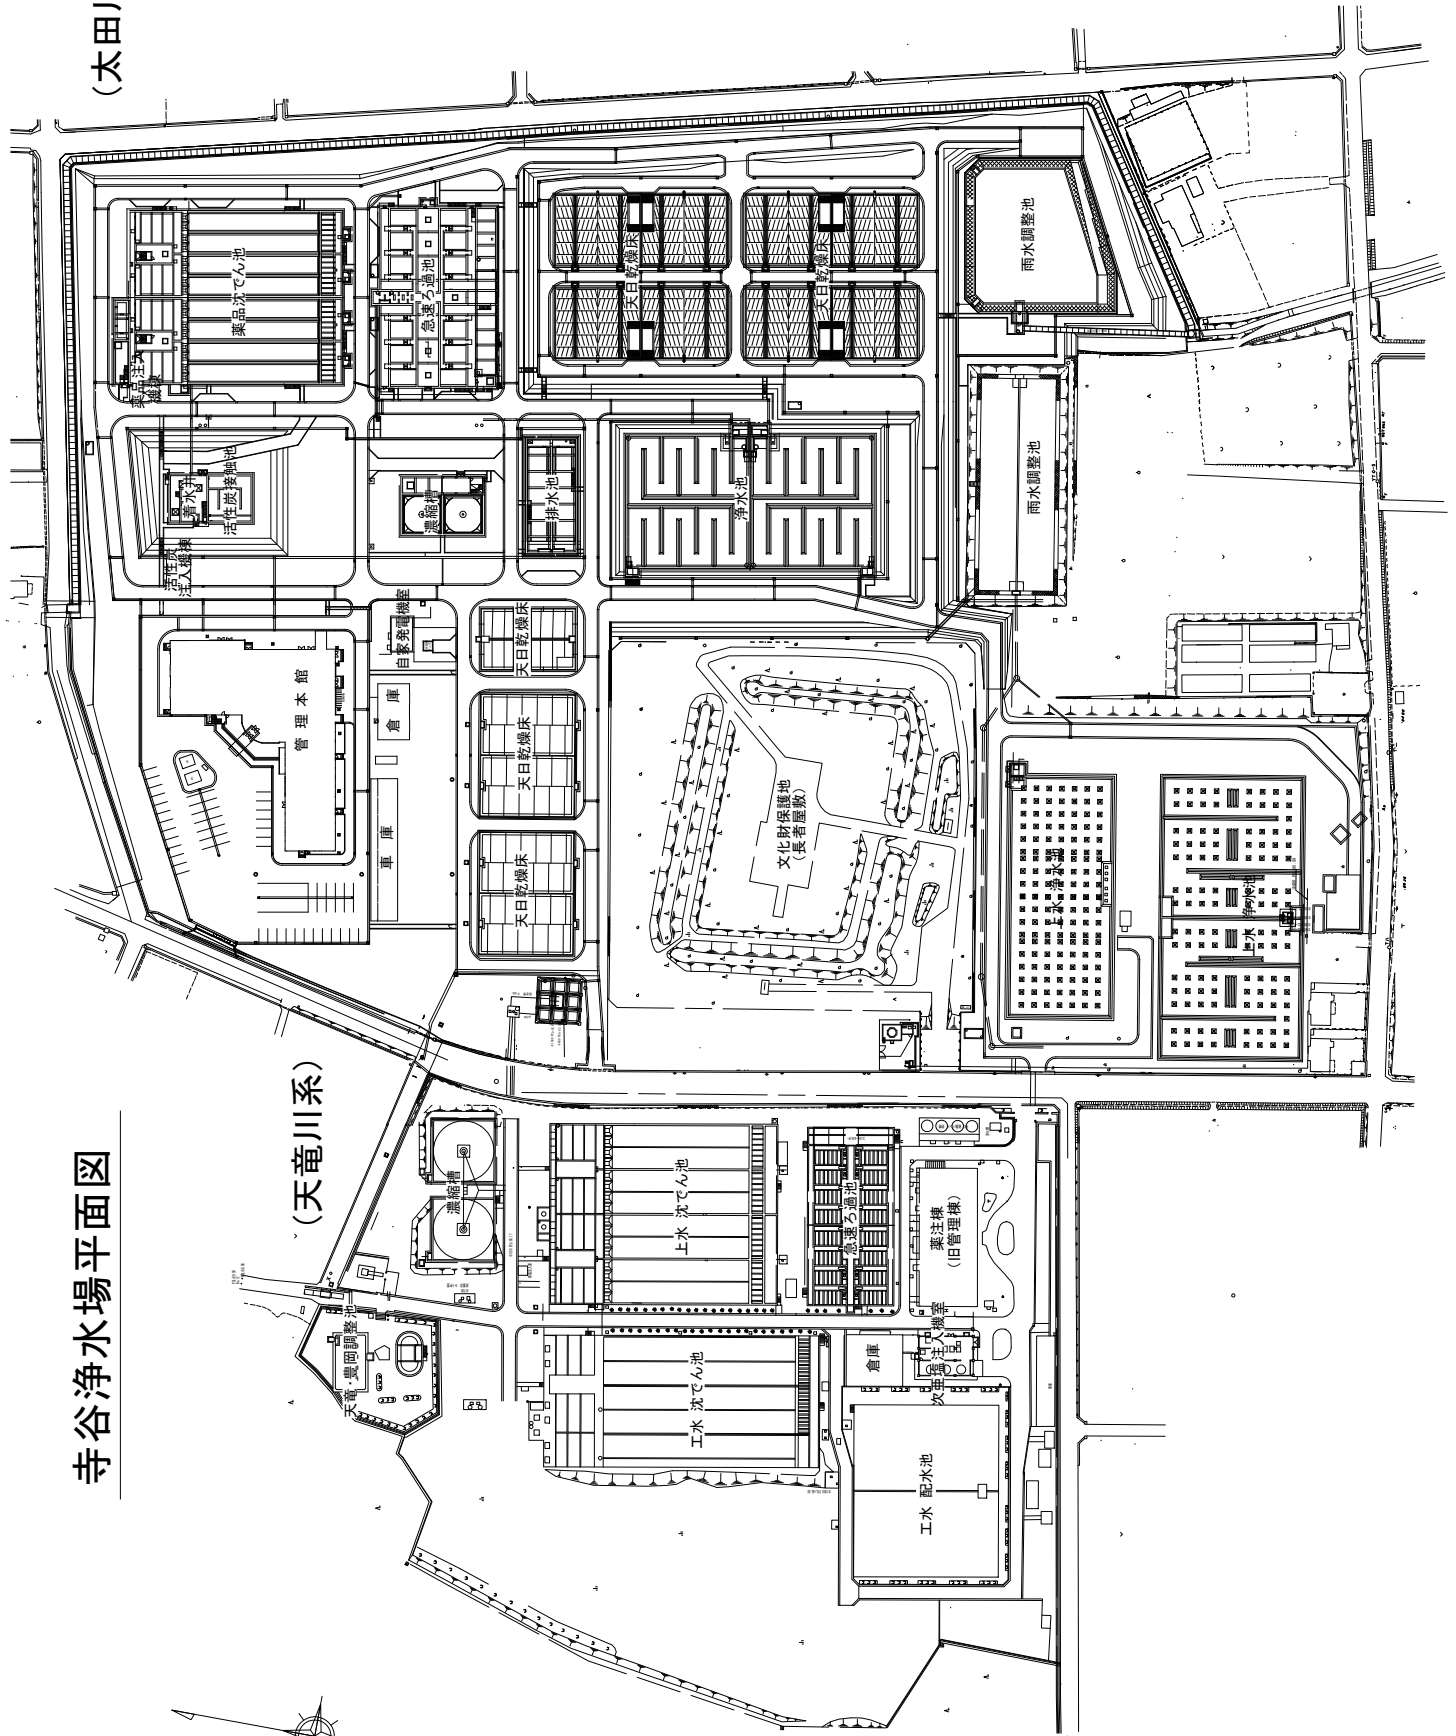 寺谷浄水場平面図
(天竜川系)
(太田川
薬品沈でん池
薬品注入
機棟
急速ろ過池
天日乾燥床
天日乾燥床
雨水調整池
着水井
活性炭接触池
活性炭
注入機棟
濃縮槽
排水池
浄水池
雨水調整池
管理本館
自家発電機室
倉庫
車庫
天日乾燥床
天日乾燥床
天日乾燥床
文化財保護地
(長者屋敷)
上水 浄水池
上水 浄水池
濃縮槽
上水 沈でん池
急速ろ過池
薬注棟
(旧管理棟)
天竜・豊岡調整池
工水 沈でん池
倉庫
次亜塩注入機室
工水 配水池